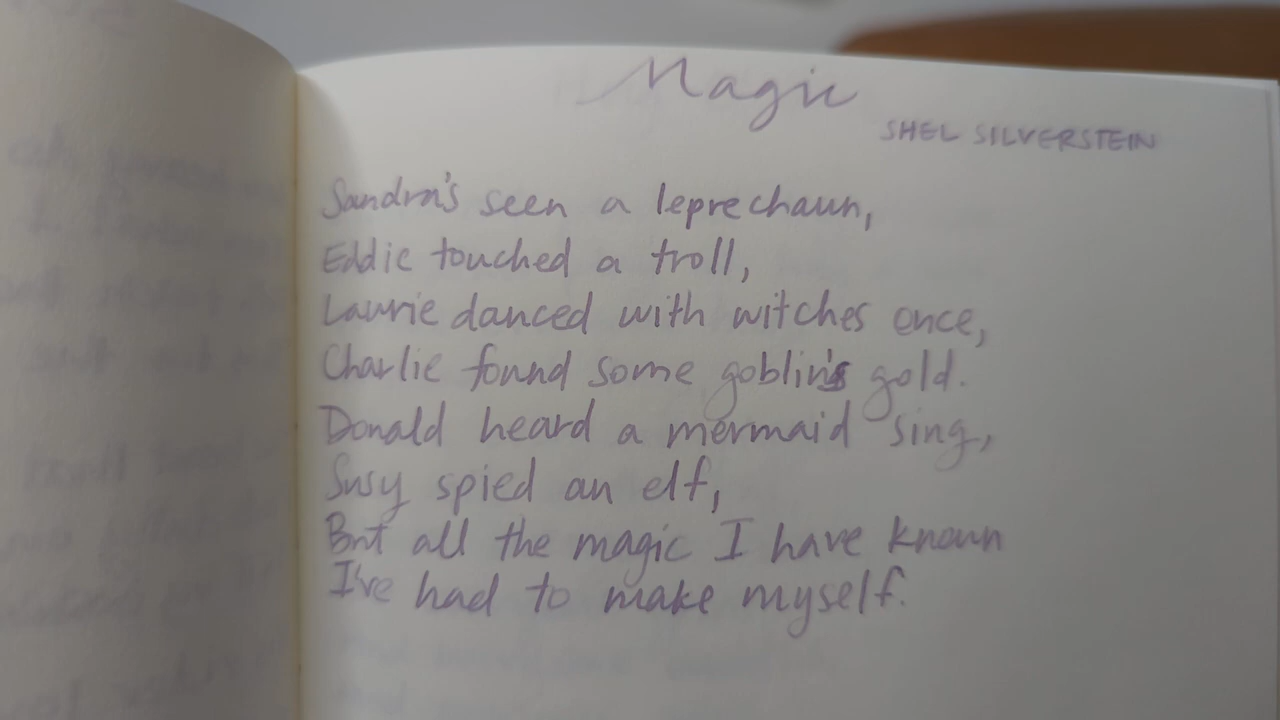 Magic
SHEL SILVERSTEIN
Sandra's seen a leprechaun,
Eddie touched a troll,
Laurie danced with witches once,
Charlie found some goblin's gold.
Donald heard a mermaid sing,
Susy spied an elf,
But all the magic I have known
I've had to make myself.